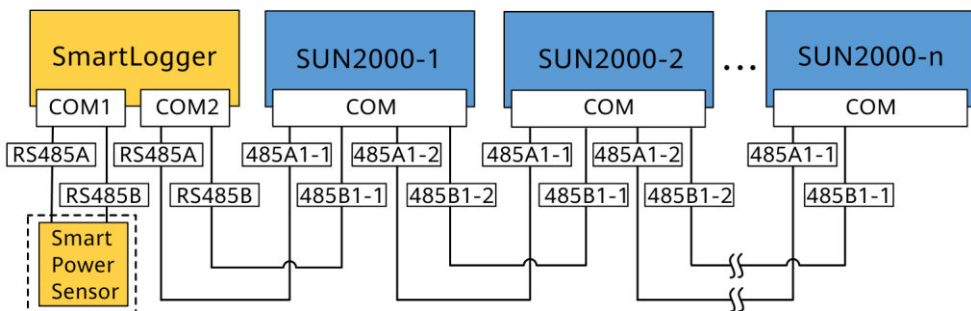 SmartLogger
SUN2000-1
SUN2000-2
...
SUN2000-n
COM1
COM2
COM
COM
COM
RS485A
RS485A
485A1-1
485A1-2
485A1-1
485A1-2
485A1-1
RS485B
RS485B
485B1-1
485B1-2
485B1-1
485B1-2
485B1-1
Smart
Power
Sensor